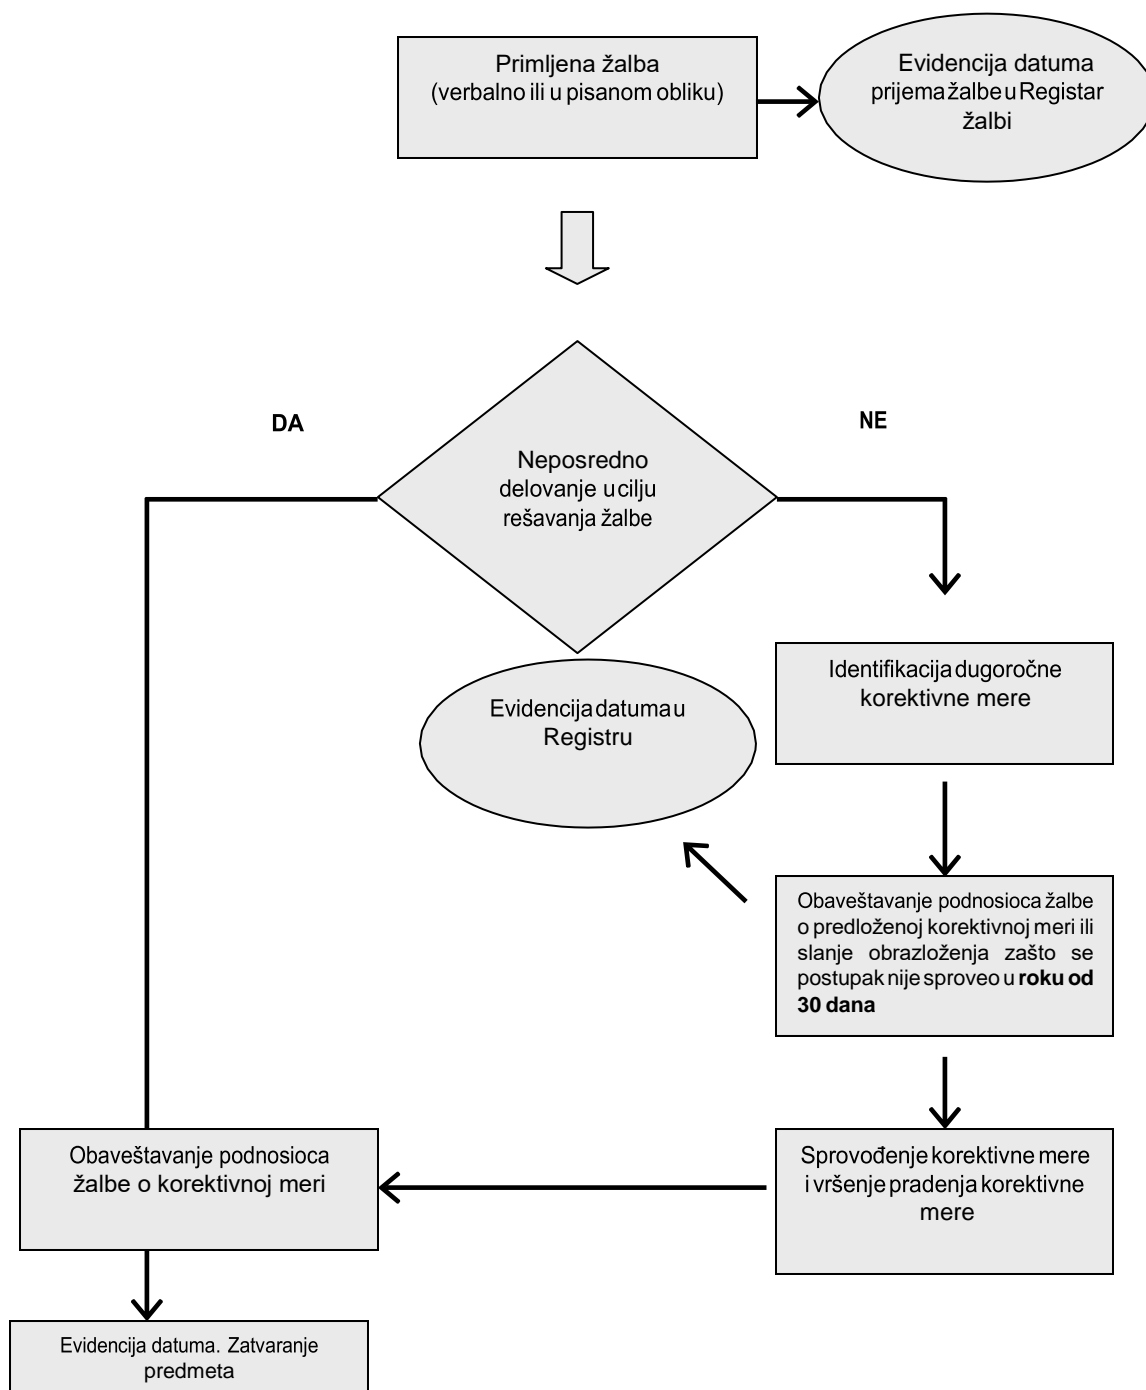 Primljena žalba
(verbalno ili u pisanom obliku)
Evidencija datuma
prijema žalbe u Registar
žalbi
DA
NE
Neposredno
delovanje u cilju
rešavanja žalbe
Identifikacija dugoročne
korektivne mere
Evidencija datuma u
Registru
Obaveštavanje podnosioca žalbe
o predloženoj korektivnoj meri ili
slanje obrazloženja zašto se
postupak nije sproveo u roku od
30 dana
Obaveštavanje podnosioca
žalbe o korektivnoj meri
Sprovođenje korektivne mere
i vršenje pradenja korektivne
mere
Evidencija datuma. Zatvaranje
predmeta